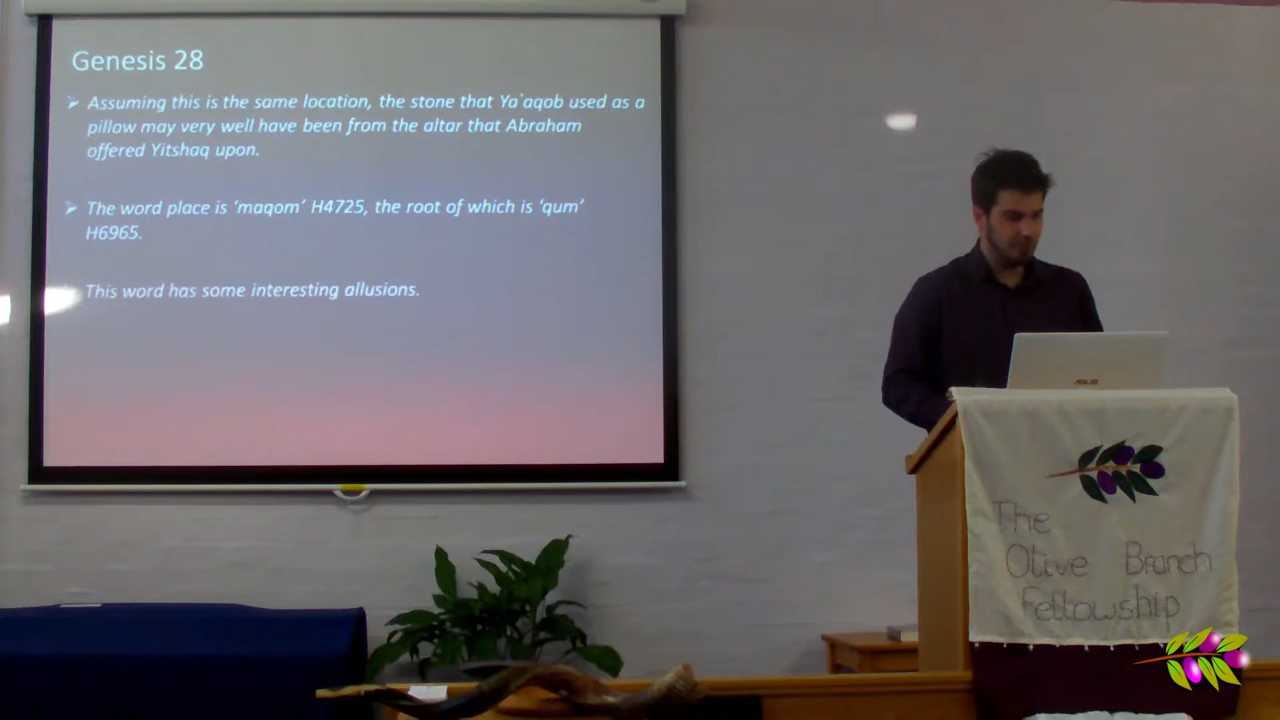 Genesis 28
Assuming this is the same location, the stone that Ya`aqob used as a
pillow may very well have been from the altar that Abraham
offered Yitshaq upon.
The word place is ‘maqom’ H4725, the root of which is ‘qum’
H6965.
This word has some interesting allusions.
ASUS
The
Olive Branch
Fellowship